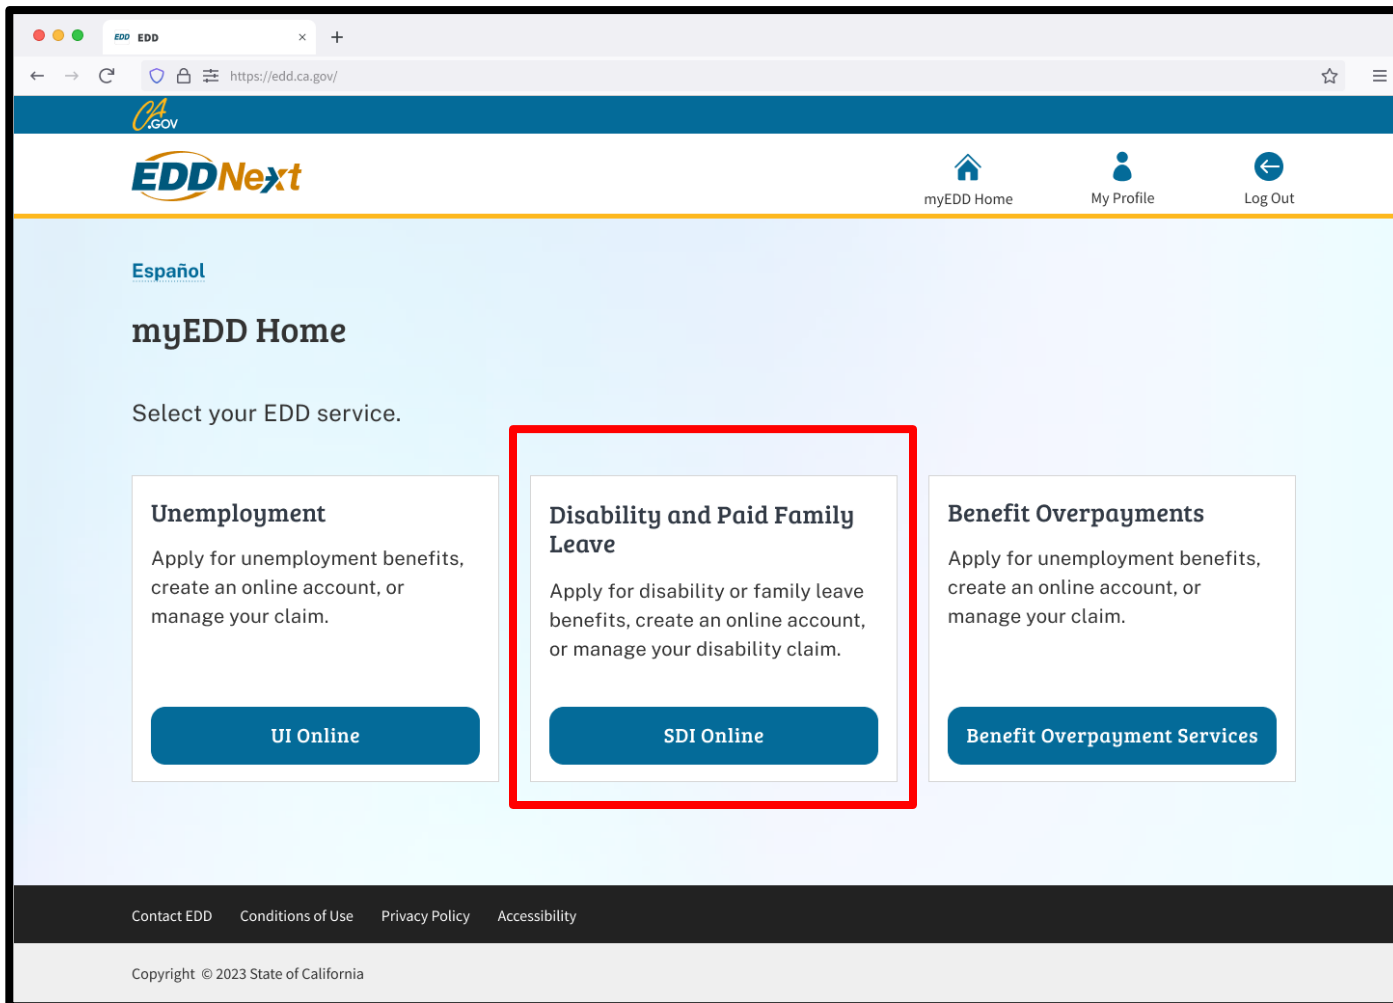 EDD EDD
https://edd.ca.gov/
CA.GOV
EDDNext
myEDD Home
My Profile
Log Out
Español
myEDD Home
Select your EDD service.
Unemployment
Apply for unemployment benefits,
create an online account, or
manage your claim.
UI Online
Disability and Paid Family
Leave
Apply for disability or family leave
benefits, create an online account,
or manage your disability claim.
SDI Online
Benefit Overpayments
Apply for unemployment benefits,
create an online account, or
manage your claim.
Benefit Overpayment Services
Contact EDD Conditions of Use Privacy Policy Accessibility
Copyright © 2023 State of California